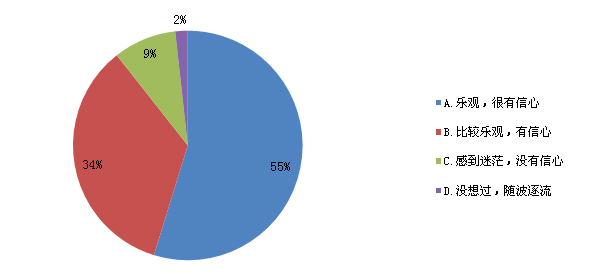 2%
9%
34%
55%
A.乐观，很有信心
B.比较乐观，有信心
C.感到迷茫，没有信心
D.没想过，随波逐流